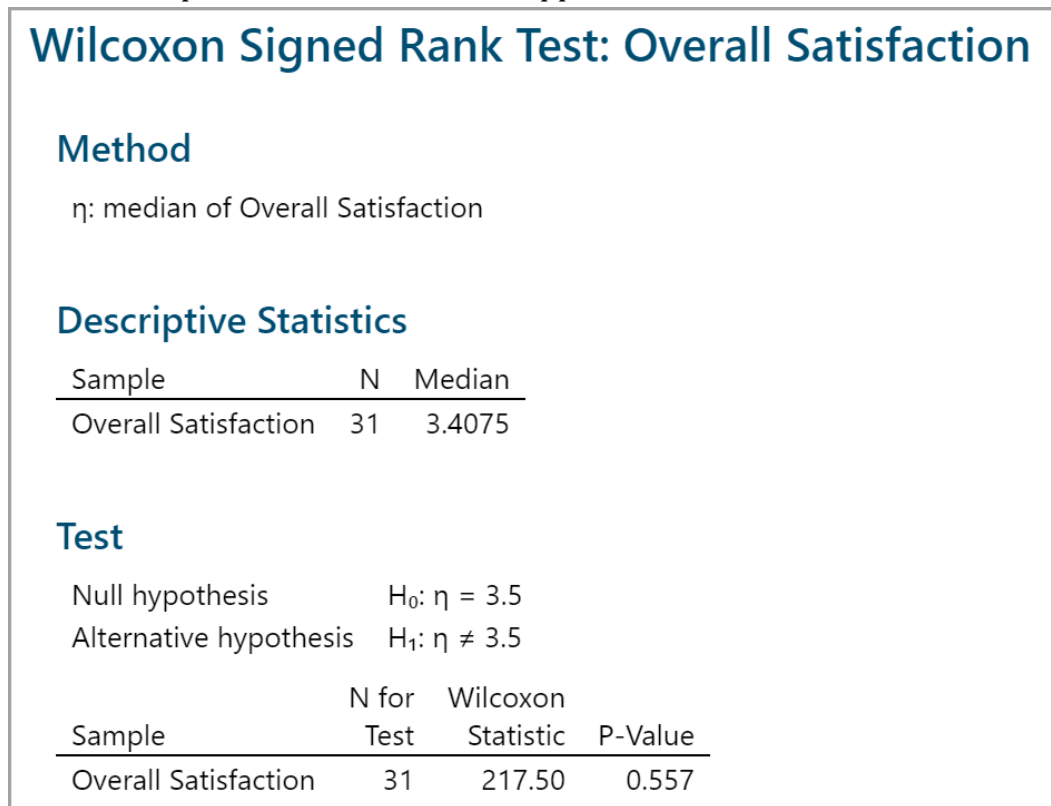 Wilcoxon Signed Rank Test: Overall Satisfaction
Method
η: median of Overall Satisfaction
Descriptive Statistics
Sample N Median
Overall Satisfaction 31 3.4075
Test
Null hypothesis H₀: η = 3.5
Alternative hypothesis H₁: η ≠ 3.5
N for Wilcoxon
Sample Test Statistic P-Value
Overall Satisfaction 31 217.50 0.557